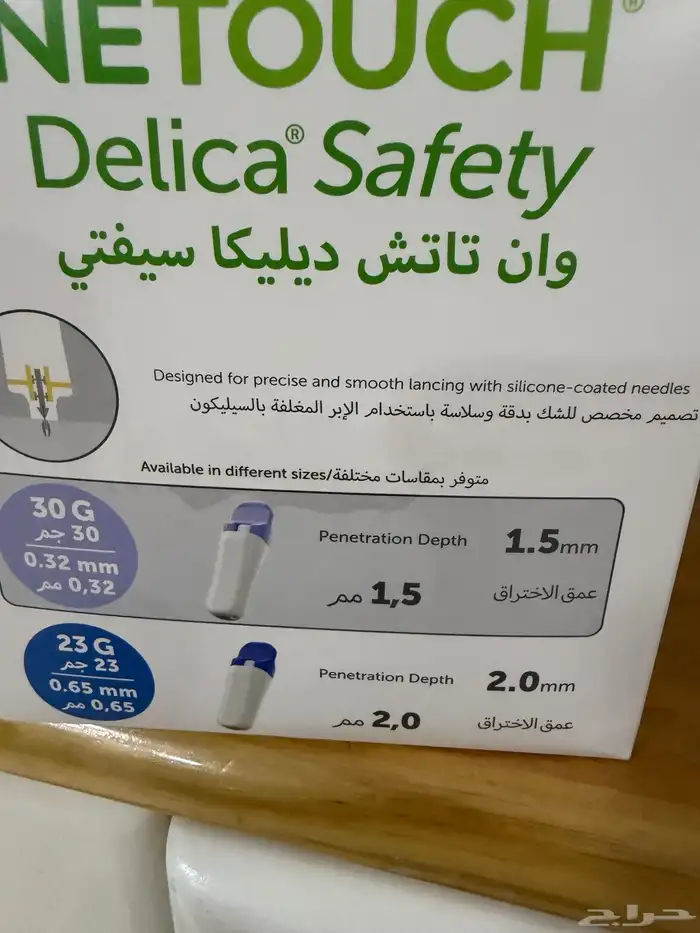 NETOUCH®
Delica® Safety
وان تاتش ديليكا سيفتي
Designed for precise and smooth lancing with silicone-coated needles
تصميم مخصص للشك بدقة وسلاسة باستخدام الإبر المغلفة بالسيليكون
Available in different sizes/متوفر بمقاسات مختلفة
30 G
30 جم
0.32 mm
0,32 مم
Penetration Depth 1.5mm
عمق الاختراق 1,5 مم
23 G
23 جم
0.65 mm
0,65 مم
Penetration Depth 2.0mm
عمق الاختراق 2,0 مم
حراج